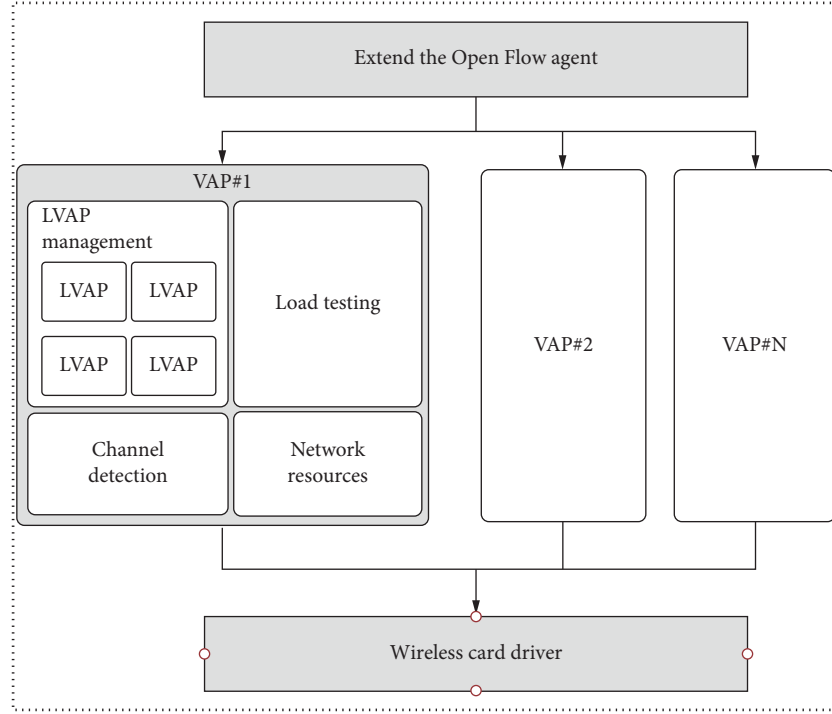 Extend the Open Flow agent
VAP#1
LVAP
management
LVAP
LVAP
LVAP
LVAP
Load testing
Channel
detection
Network
resources
VAP#2
VAP#N
Wireless card driver